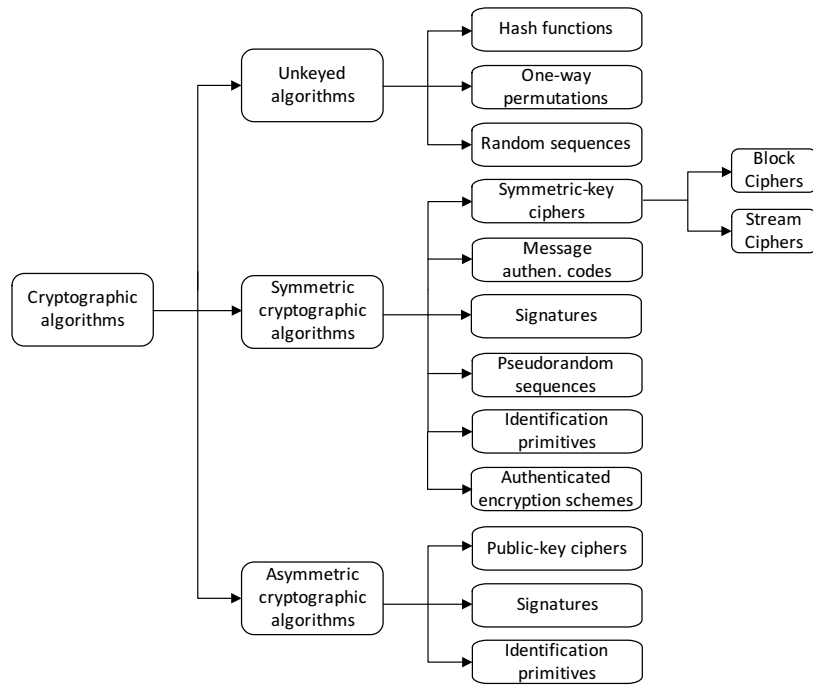 Cryptographic
algorithms
Unkeyed
algorithms
Hash functions
One-way
permutations
Random sequences
Symmetric
cryptographic
algorithms
Symmetric-key
ciphers
Block
Ciphers
Stream
Ciphers
Message
authen. codes
Signatures
Pseudorandom
sequences
Identification
primitives
Authenticated
encryption schemes
Asymmetric
cryptographic
algorithms
Public-key ciphers
Signatures
Identification
primitives